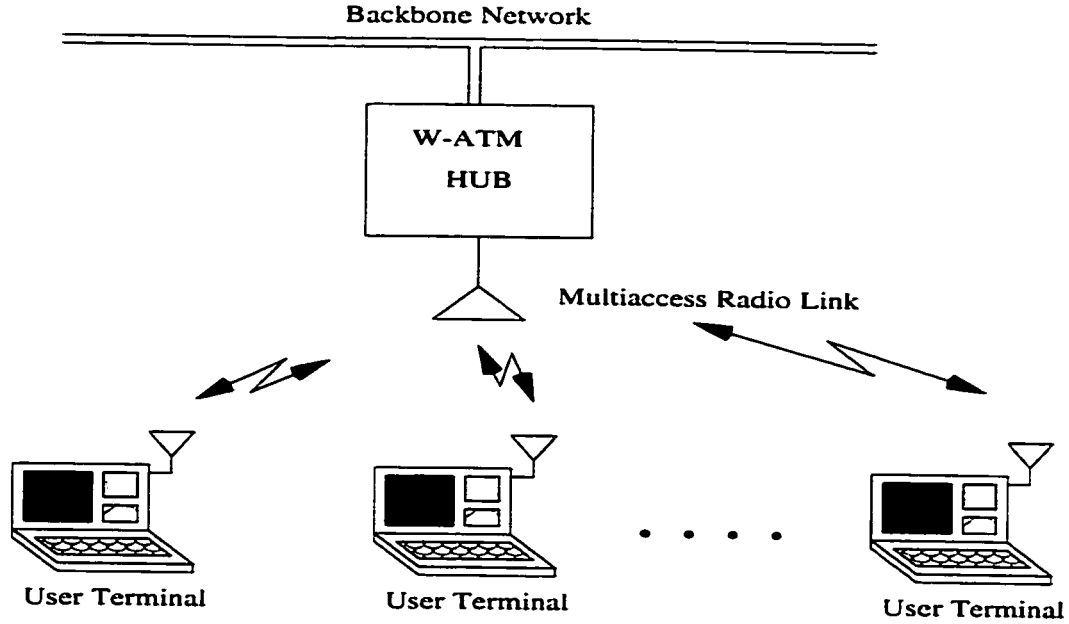 Backbone Network
W-ATM
HUB
Multiaccess Radio Link
User Terminal
User Terminal
User Terminal